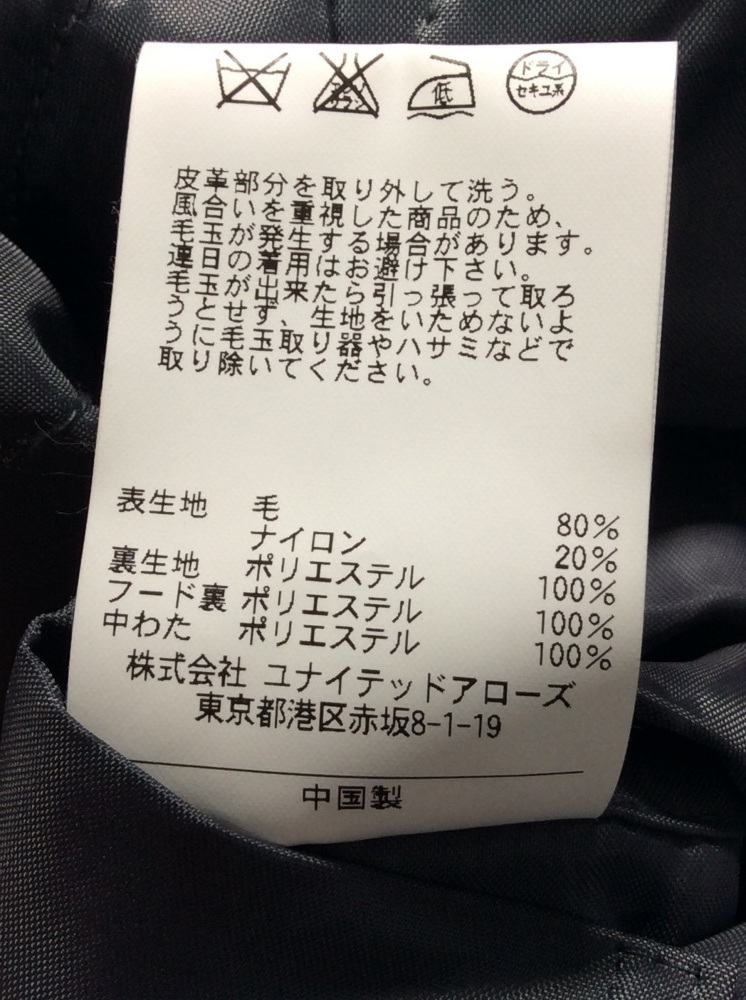 低
ドライ
セキユ系
皮革部分を取り外して洗う。
風合いを重視した商品のため、
毛玉が発生する場合があります。
連日の着用はお避け下さい。
毛玉が出来たら引っ張って取ろ
うとせず、生地をいためないよ
うに毛玉取り器やハサミなどで
取り除いてください。
表生地 毛 80%
ナイロン 20%
裏生地 ポリエステル 100%
フード裏 ポリエステル 100%
中わた ポリエステル 100%
株式会社 ユナイテッドアローズ
東京都港区赤坂8-1-19
中国製